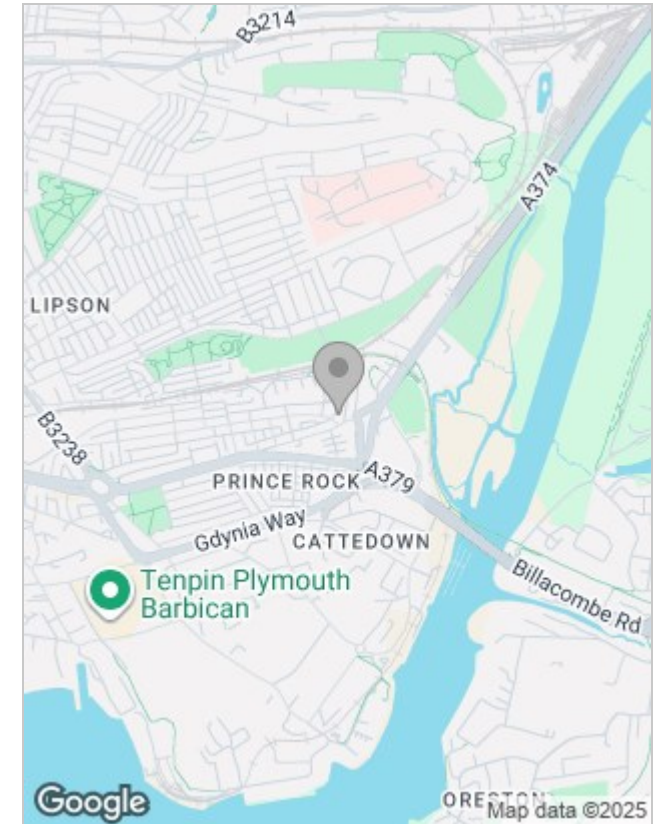 B3214
A374
LIPSON
B3238
PRINCE ROCK
A379
Gdynia Way
CATTEDOWN
Billacombe Rd
Tenpin Plymouth
Barbican
ORESTON
Google
Map data ©2025